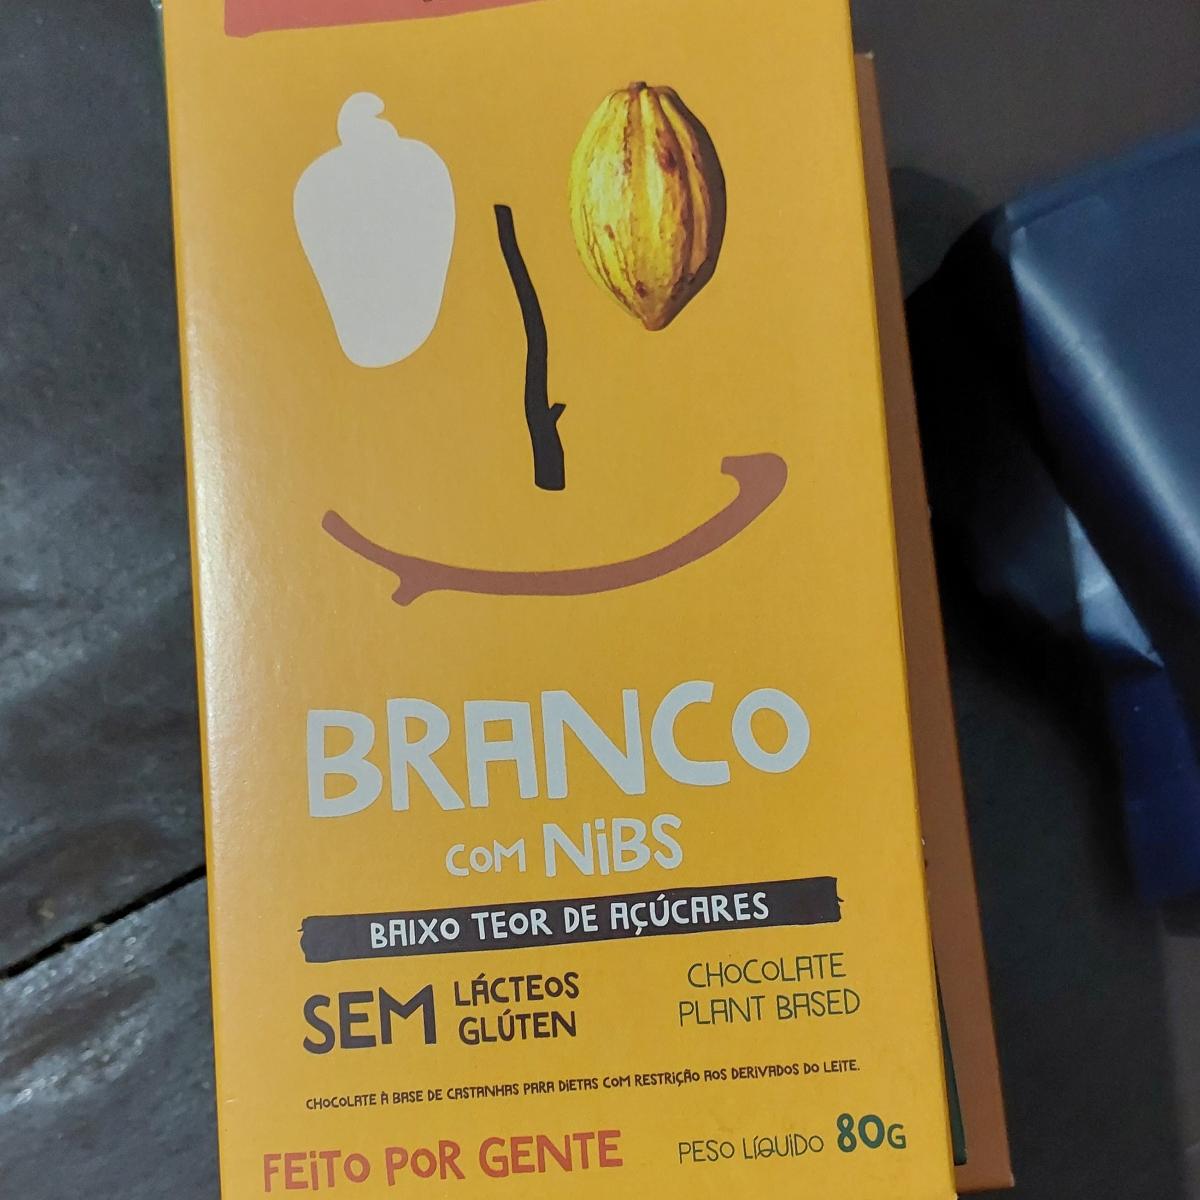 BRANCO
COM NiBS
BAIXO TEOR DE AÇÚCARES
SEM LÁCTEOS
GLÚTEN
CHOCOLATE
PLANT BASED
CHOCOLATE À BASE DE CASTANHAS PARA DIETAS COM RESTRIÇÃO AOS DERIVADOS DO LEITE.
FEiTO POR GENTE
PESO LÍQUIDO 80G